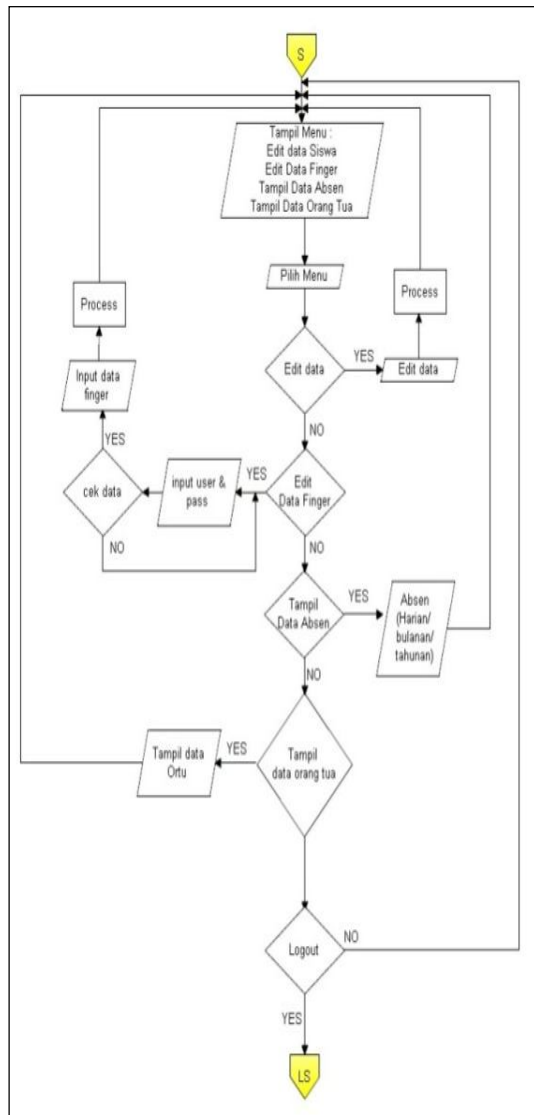 S
Tampil Menu :
Edit data Siswa
Edit Data Finger
Tampil Data Absen
Tampil Data Orang Tua
Pilih Menu
Process
Process
Edit data
YES
Edit data
Input data
finger
NO
YES
cek data
input user &
pass
YES
Edit
Data Finger
NO
NO
Tampil
Data Absen
YES
Absen
(Harian/
bulanan/
tahunan)
NO
Tampil data
Ortu
YES
Tampil
data orang tua
Logout
NO
YES
LS